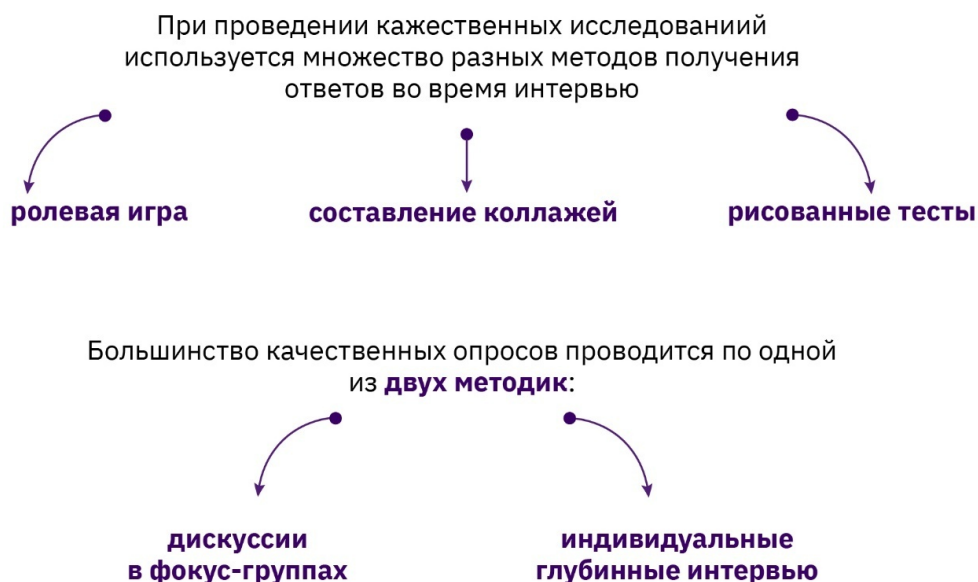 При проведении кажественных исследованиий
используется множество разных методов получения
ответов во время интервью
ролевая игра
составление коллажей
рисованные тесты
Большинство качественных опросов проводится по одной
из двух методик:
дискуссии
в фокус-группах
индивидуальные
глубинные интервью